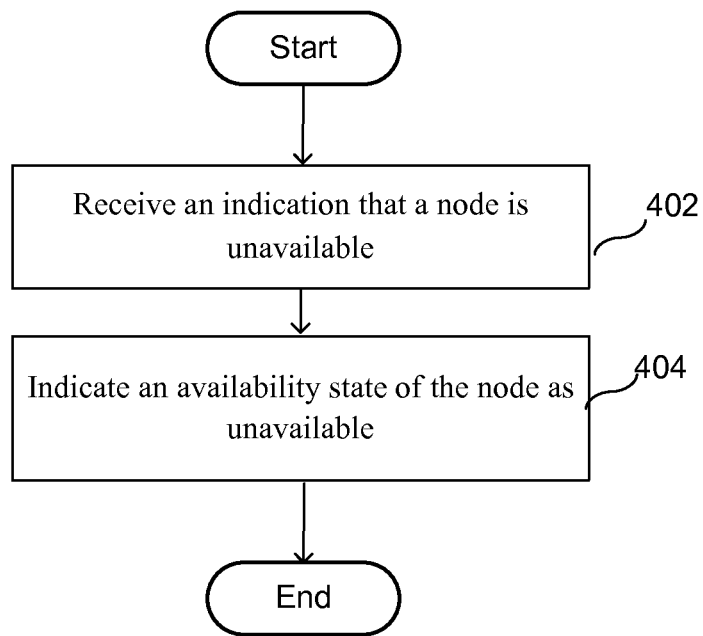 Start
Receive an indication that a node is
unavailable
402
Indicate an availability state of the node as
unavailable
404
End